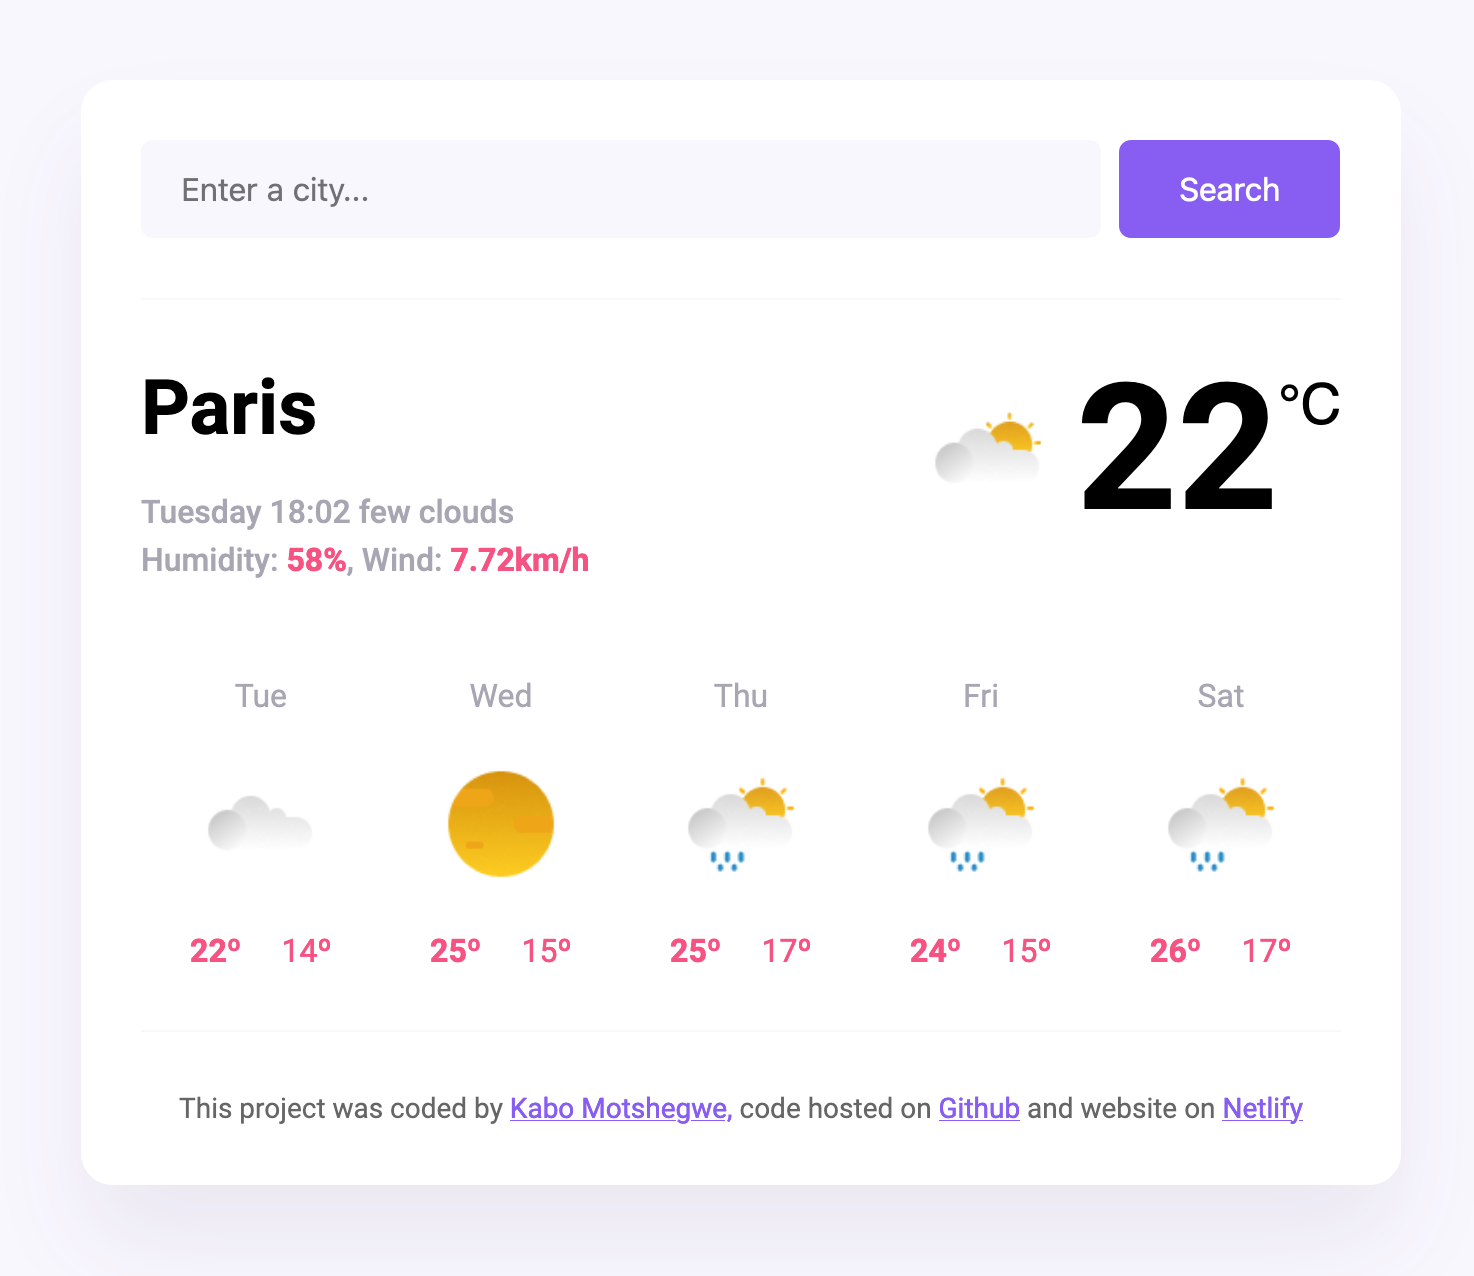 Enter a city...
Search
Paris
22°C
Tuesday 18:02 few clouds
Humidity: 58%, Wind: 7.72km/h
Tue Wed Thu Fri Sat
22º 14º 25º 15º 25º 17º 24º 15º 26º 17º
This project was coded by Kabo Motshegwe, code hosted on Github and website on Netlify